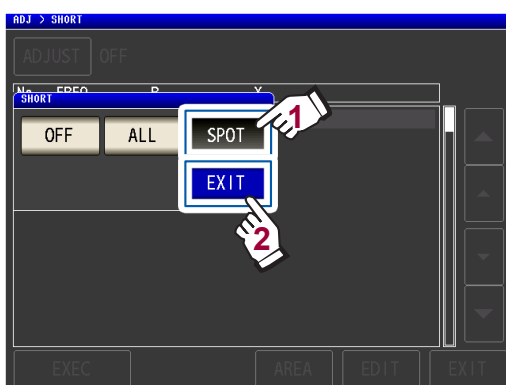 ADJ > SHORT
ADJUST OFF
No. FREQ R X
SHORT
OFF ALL SPOT
1
EXIT
2
EXEC AREA EDIT EXIT